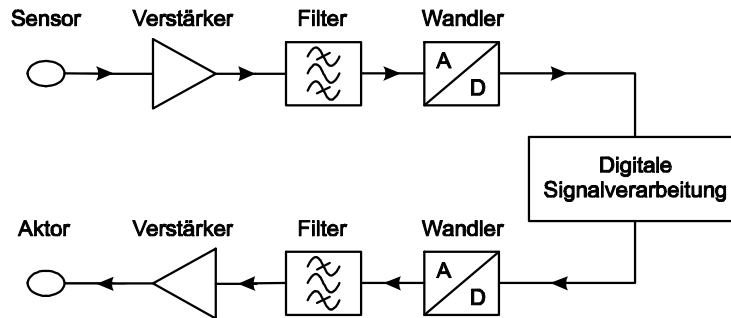 Sensor
Verstärker
Filter
Wandler
A
D
Digitale
Signalverarbeitung
Aktor
Verstärker
Filter
Wandler
A
D